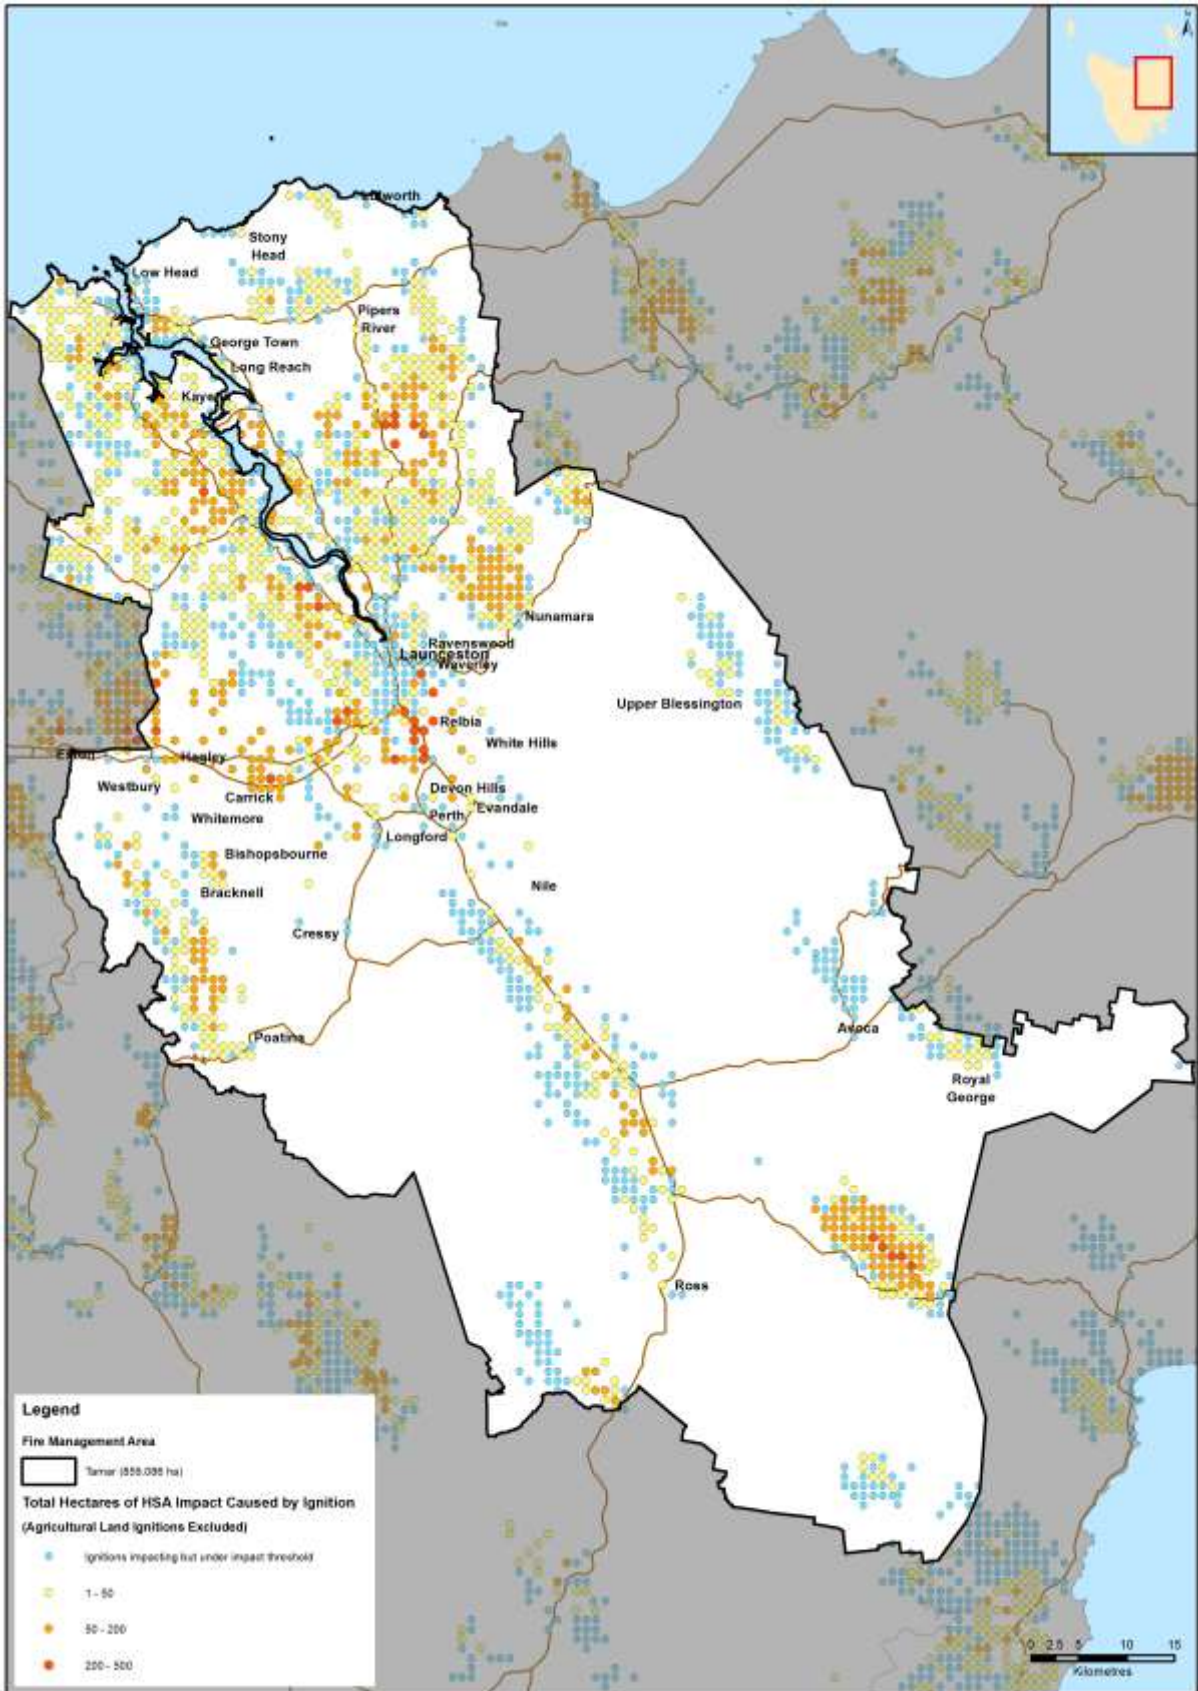 N
Lulworth
Stony
Head
Low Head
Pipers
River
George Town
Long Reach
Nunamara
Ravenswood
Launceston
Waverley
Upper Blessington
Relbia
White Hills
Hagley
Westbury
Devon Hills
Carrick
Evandale
Perth
Whitemore
Longford
Bishopsbourne
Nile
Bracknell
Cressy
Avoca
Poatina
Royal
George
Ross
Legend
Fire Management Area
Total Hectares of HSA Impact Caused by Ignition
(Agricultural Land Ignitions Excluded)
Ignitions impacting but under impact threshold
1 - 50
50 - 200
200 - 500
0 2.5 5 10 15
Kilometres